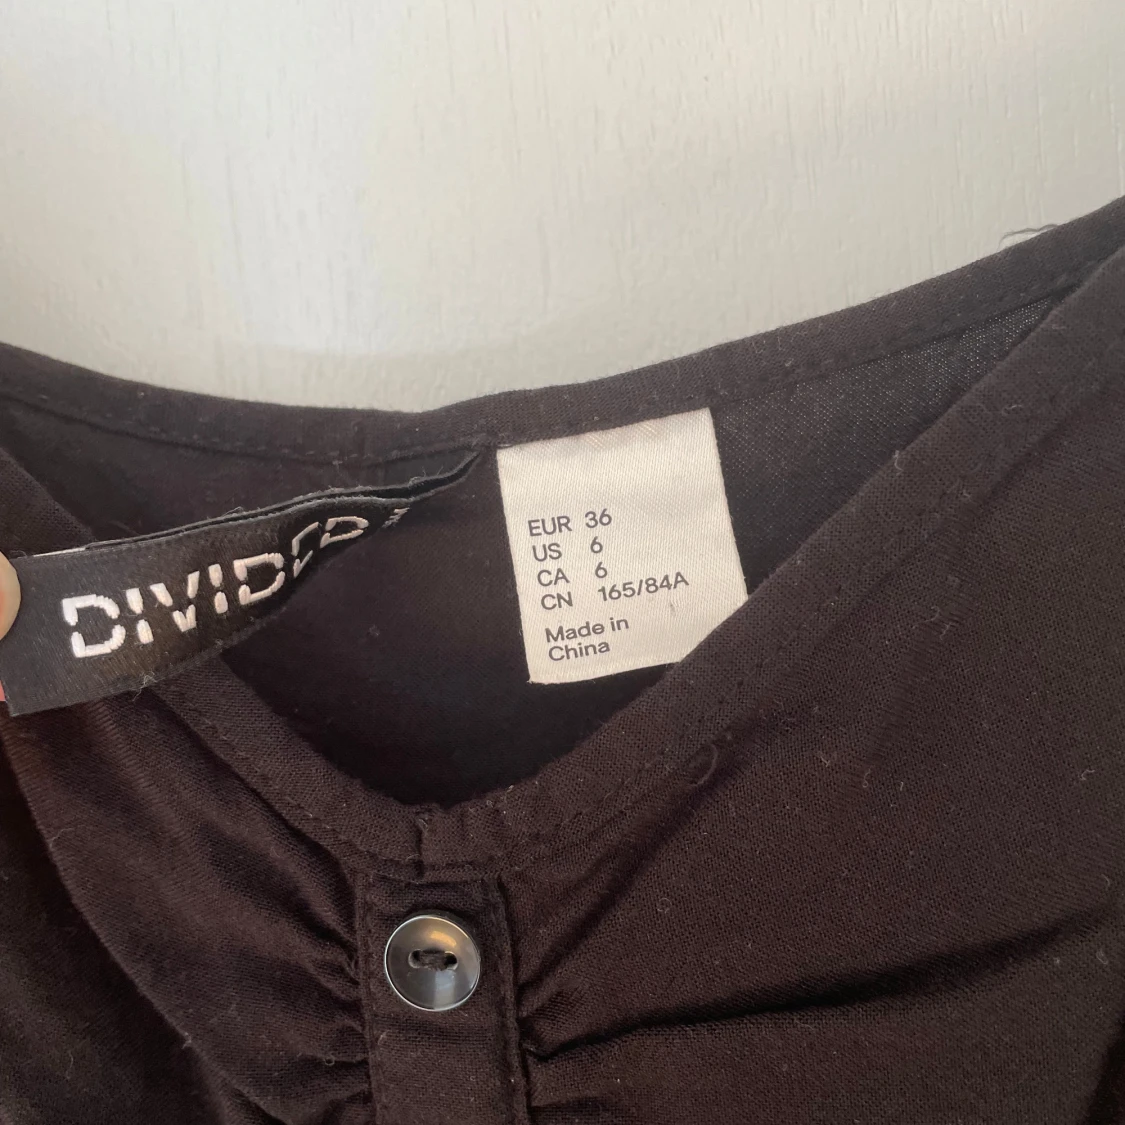 DIVIDED
EUR 36
US 6
CA 6
CN 165/84A
Made in
China